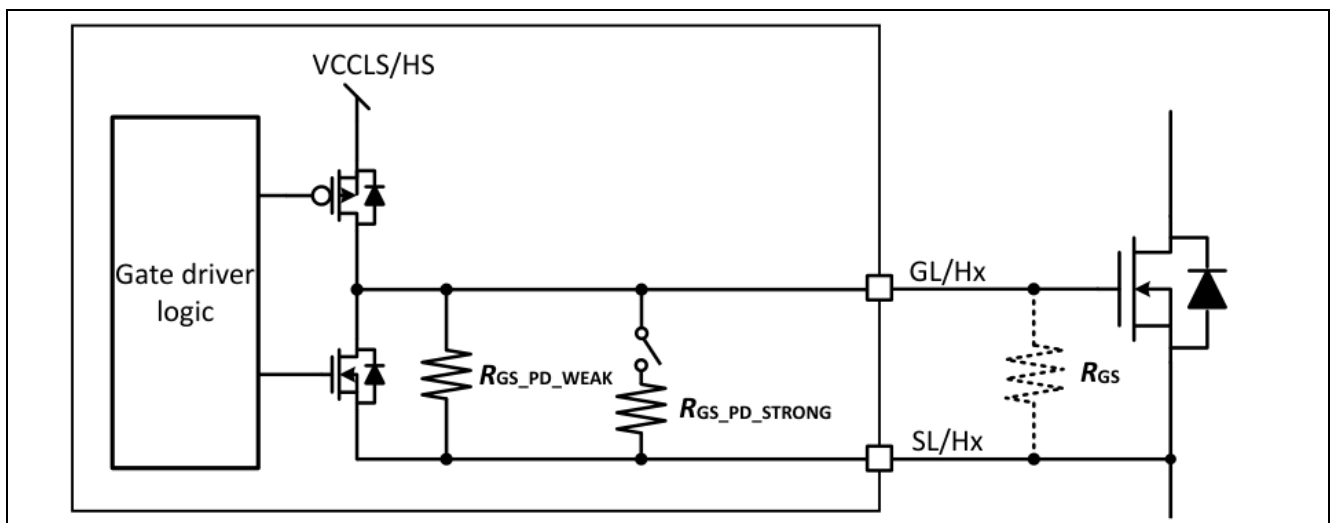 VCCLS/HS
Gate driver
logic
GL/Hx
RGS_PD_WEAK
RGS_PD_STRONG
RGS
SL/Hx